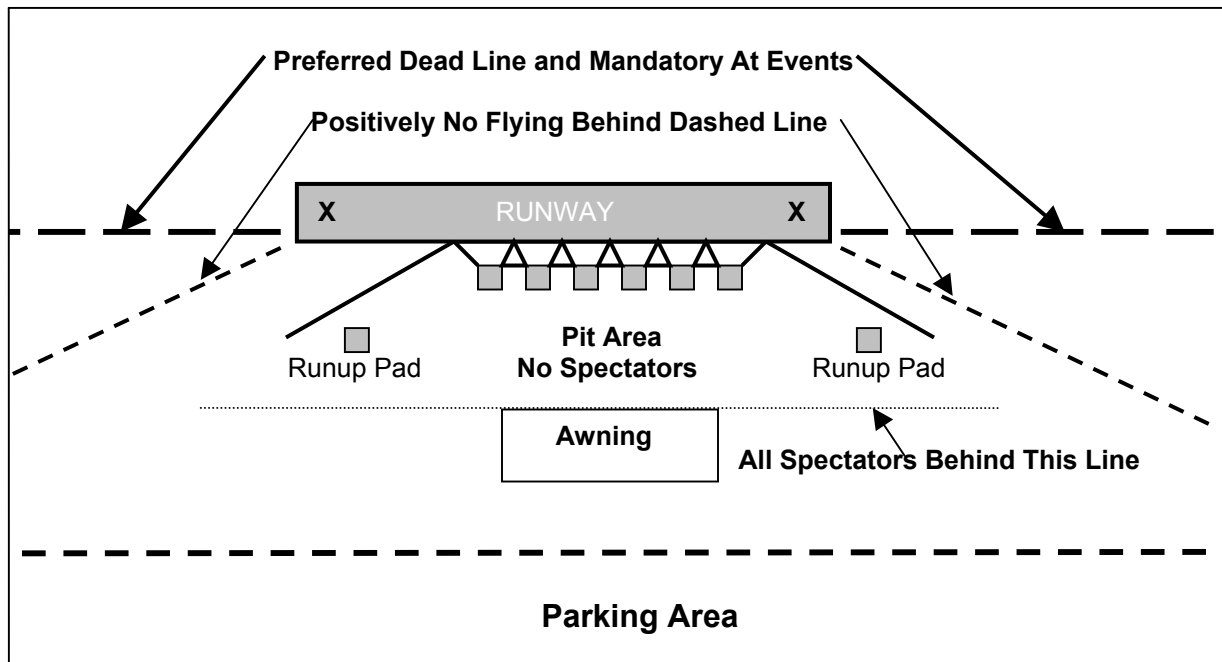 Preferred Dead Line and Mandatory At Events
Positively No Flying Behind Dashed Line
X RUNWAY X
Pit Area
No Spectators
Runup Pad
Runup Pad
Awning
All Spectators Behind This Line
Parking Area